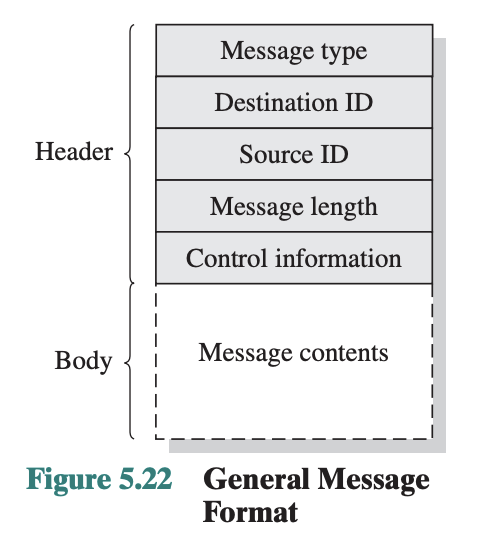 Message type
Destination ID
Header
Source ID
Message length
Control information
Body
Message contents
Figure 5.22 General Message
Format